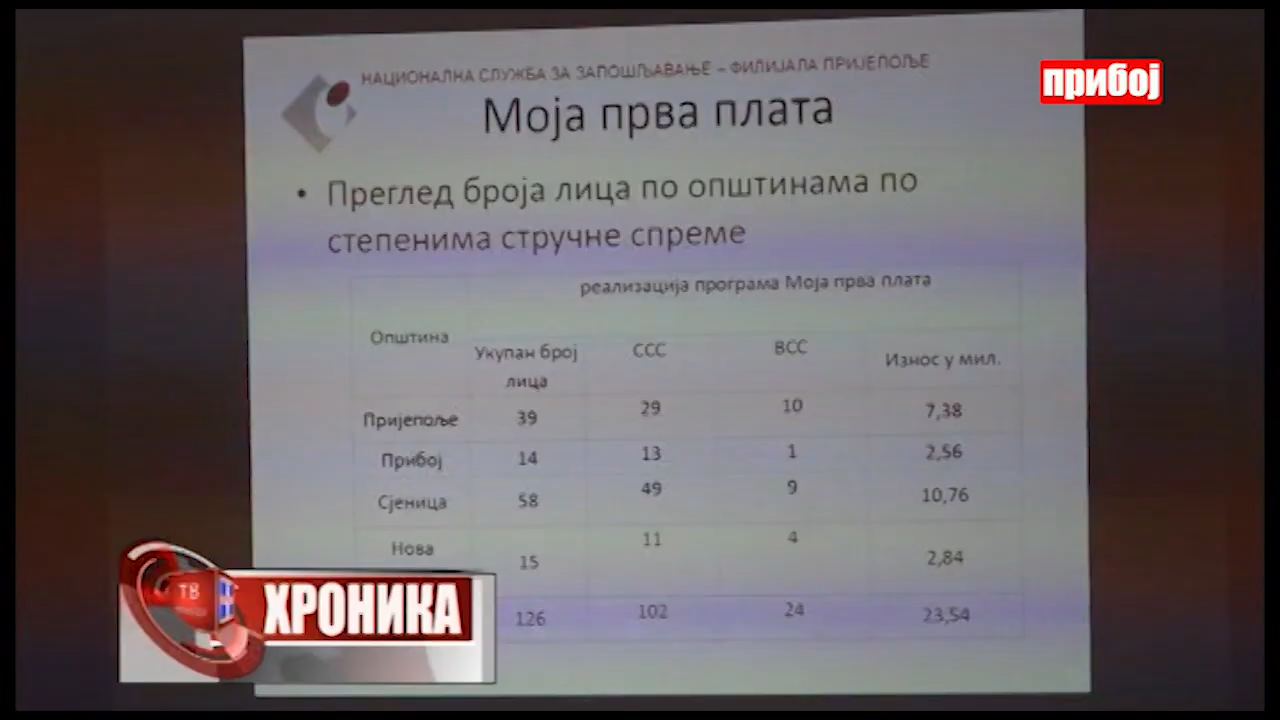 НАЦИОНАЛНА СЛУЖБА ЗА ЗАПОШЉАВАЊЕ – ФИЛИЈАЛА ПРИЈЕПОЉЕ
прибој
Моја прва плата
• Преглед броја лица по општинама по
степенима стручне спреме
реализација програма Моја прва плата
Општина
Укупан број
лица
ССС
ВСС
Износ у мил.
Пријепоље 39 29 10 7,38
Прибој 14 13 1 2,56
Сјеница 58 49 9 10,76
Нова 15 11 4 2,84
126 102 24 23,54
ТВ
ХРОНИКА